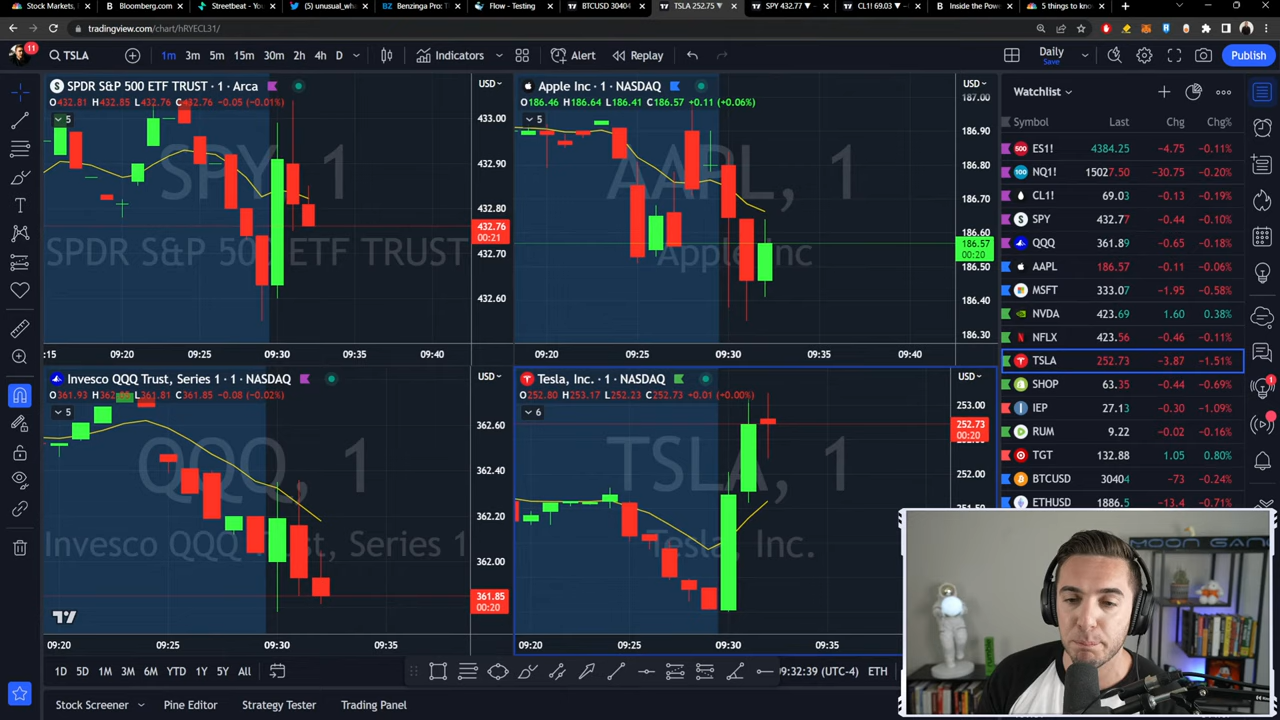 Stock Markets,
Bloomberg.com
Streetbeat - Yo
(5) unusual_wh
Benzinga Pro:
Flow - Testing
BTCUSD 30404
TSLA 252.75
SPY 432.77
CL1! 69.03
Inside the Pow
5 things to kno
tradingview.com/chart/hRYECL31/
11
TSLA
1m 3m 5m 15m 30m 1h 2h 4h D
Indicators
Alert
Replay
Daily
Save
Publish
SPDR S&P 500 ETF TRUST · 1 · Arca
O432.81 H432.85 L432.76 C432.76 -0.05 (-0.01%)
5
USD
433.00
432.90
432.80
432.76
00:21
432.70
432.60
SPY, 1
SPDR S&P 500 ETF TRUST
:15 09:20 09:25 09:30 09:35 09:40
Apple Inc · 1 · NASDAQ
O186.46 H186.64 L186.41 C186.57 +0.11 (+0.06%)
5
USD
187.00
186.90
186.80
186.70
186.60
186.57
00:20
186.50
186.40
186.30
AAPL, 1
Apple Inc
09:20 09:25 09:30 09:35 09:40
Invesco QQQ Trust, Series 1 · 1 · NASDAQ
O361.93 L361.81 C361.85 -0.08 (-0.02%)
5
USD
362.60
362.40
362.20
362.00
361.85
00:20
QQQ, 1
Invesco QQQ Trust, Series 1
09:20 09:25 09:30 09:35
Tesla, Inc. · 1 · NASDAQ
O252.80 H253.17 L252.23 C252.73 +0.01 (+0.00%)
6
USD
253.00
252.73
00:20
252.00
TSLA, 1
Tesla, Inc.
09:20 09:25 09:30 09:35
Watchlist
Symbol Last Chg Chg%
ES1! 4384.25 −4.75 −0.11%
NQ1! 15027.50 −30.75 −0.20%
CL1! 69.03 −0.13 −0.19%
SPY 432.77 −0.44 −0.10%
QQQ 361.89 −0.65 −0.18%
AAPL 186.57 −0.11 −0.06%
MSFT 333.07 −1.95 −0.58%
NVDA 423.69 1.60 0.38%
NFLX 423.56 −0.46 −0.11%
TSLA 252.73 −3.87 −1.51%
SHOP 63.35 −0.44 −0.69%
IEP 27.13 −0.30 −1.09%
RUM 9.22 −0.02 −0.16%
TGT 132.88 1.05 0.80%
BTCUSD 30404 −73 −0.24%
ETHUSD 1886.5 −13.4 −0.71%
MOON GANG
1D 5D 1M 3M 6M YTD 1Y 5Y All
09:32:39 (UTC-4) ETH
Stock Screener
Pine Editor
Strategy Tester
Trading Panel